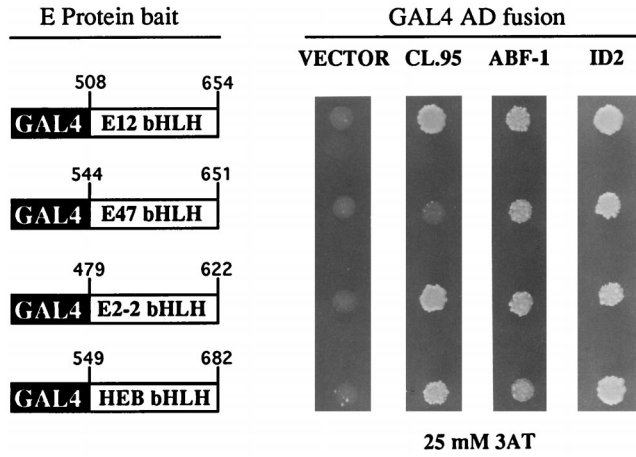 E Protein bait
GAL4 AD fusion
VECTOR CL.95 ABF-1 ID2
508 654
GAL4 E12 bHLH
544 651
GAL4 E47 bHLH
479 622
GAL4 E2-2 bHLH
549 682
GAL4 HEB bHLH
25 mM 3AT